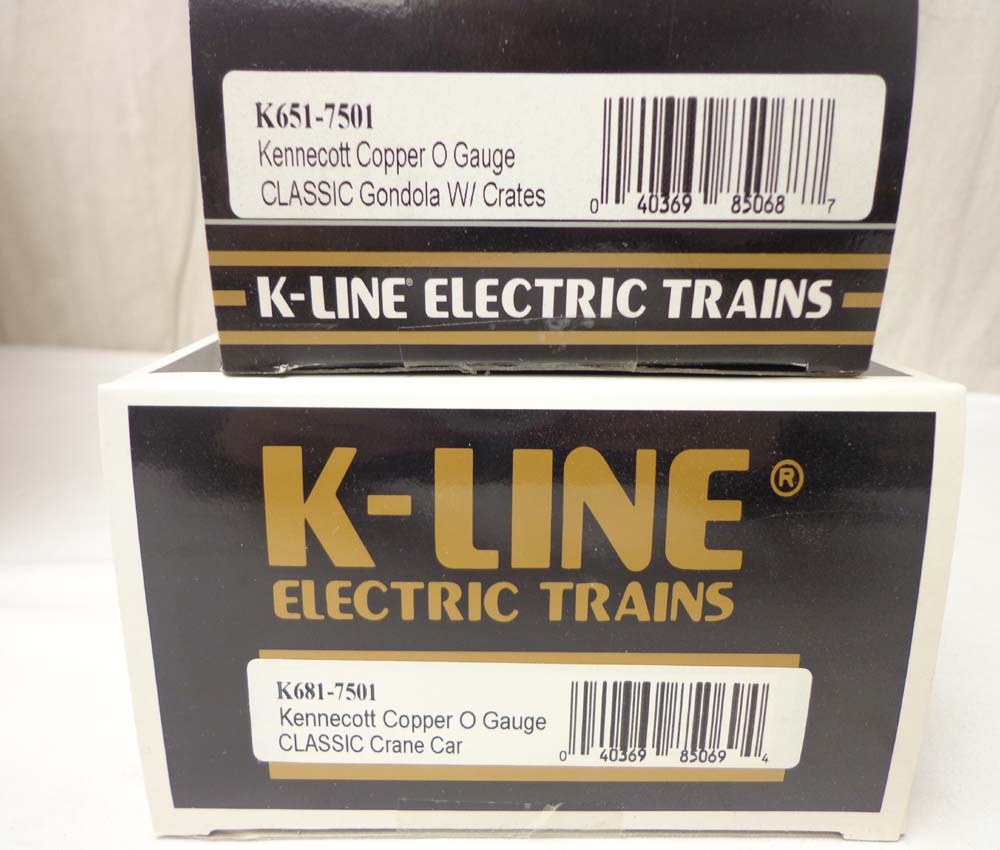 K651-7501
Kennecott Copper O Gauge
CLASSIC Gondola W/ Crates
0 40369 85068 7
K-LINE® ELECTRIC TRAINS
K-LINE®
ELECTRIC TRAINS
K681-7501
Kennecott Copper O Gauge
CLASSIC Crane Car
0 40369 85069 4